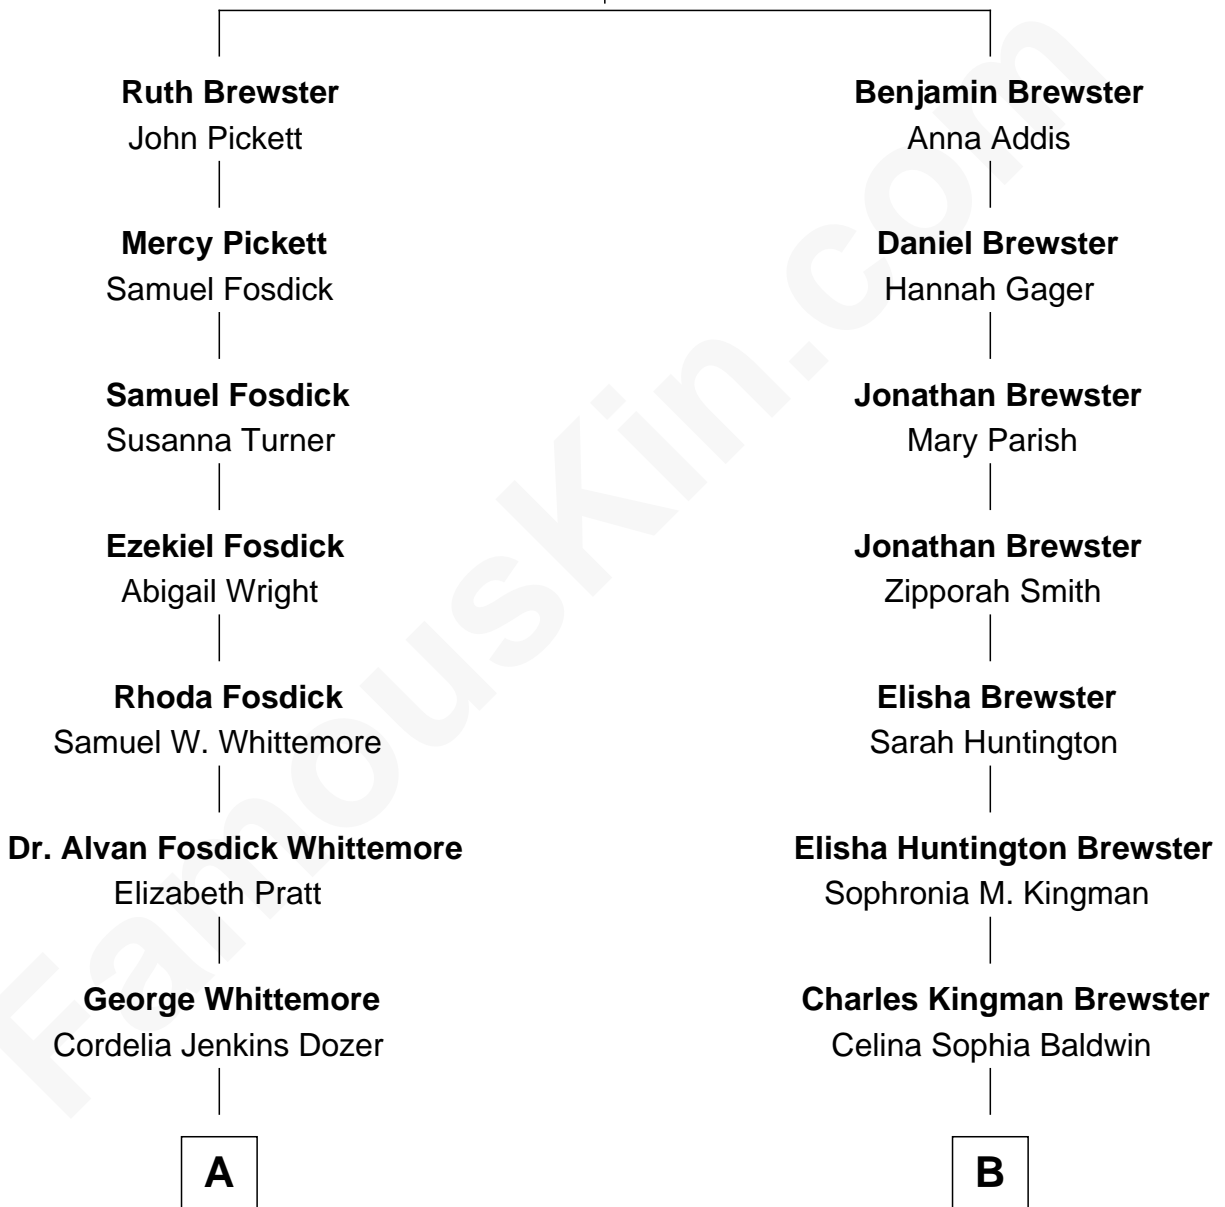 Ruth Brewster
John Pickett
Mercy Pickett
Samuel Fosdick
Samuel Fosdick
Susanna Turner
Ezekiel Fosdick
Abigail Wright
Rhoda Fosdick
Samuel W. Whittemore
Dr. Alvan Fosdick Whittemore
Elizabeth Pratt
George Whittemore
Cordelia Jenkins Dozer
A
Benjamin Brewster
Anna Addis
Daniel Brewster
Hannah Gager
Jonathan Brewster
Mary Parish
Jonathan Brewster
Zipporah Smith
Elisha Brewster
Sarah Huntington
Elisha Huntington Brewster
Sophronia M. Kingman
Charles Kingman Brewster
Celina Sophia Baldwin
B
FamousKin.com